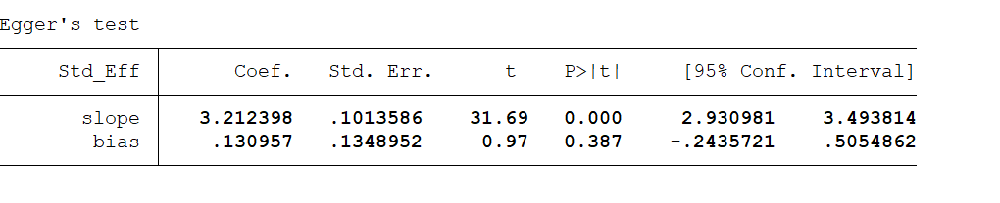 Egger's test
Std_Eff Coef. Std. Err. t P>|t| [95% Conf. Interval]
slope 3.212398 .1013586 31.69 0.000 2.930981 3.493814
bias .130957 .1348952 0.97 0.387 -.2435721 .5054862